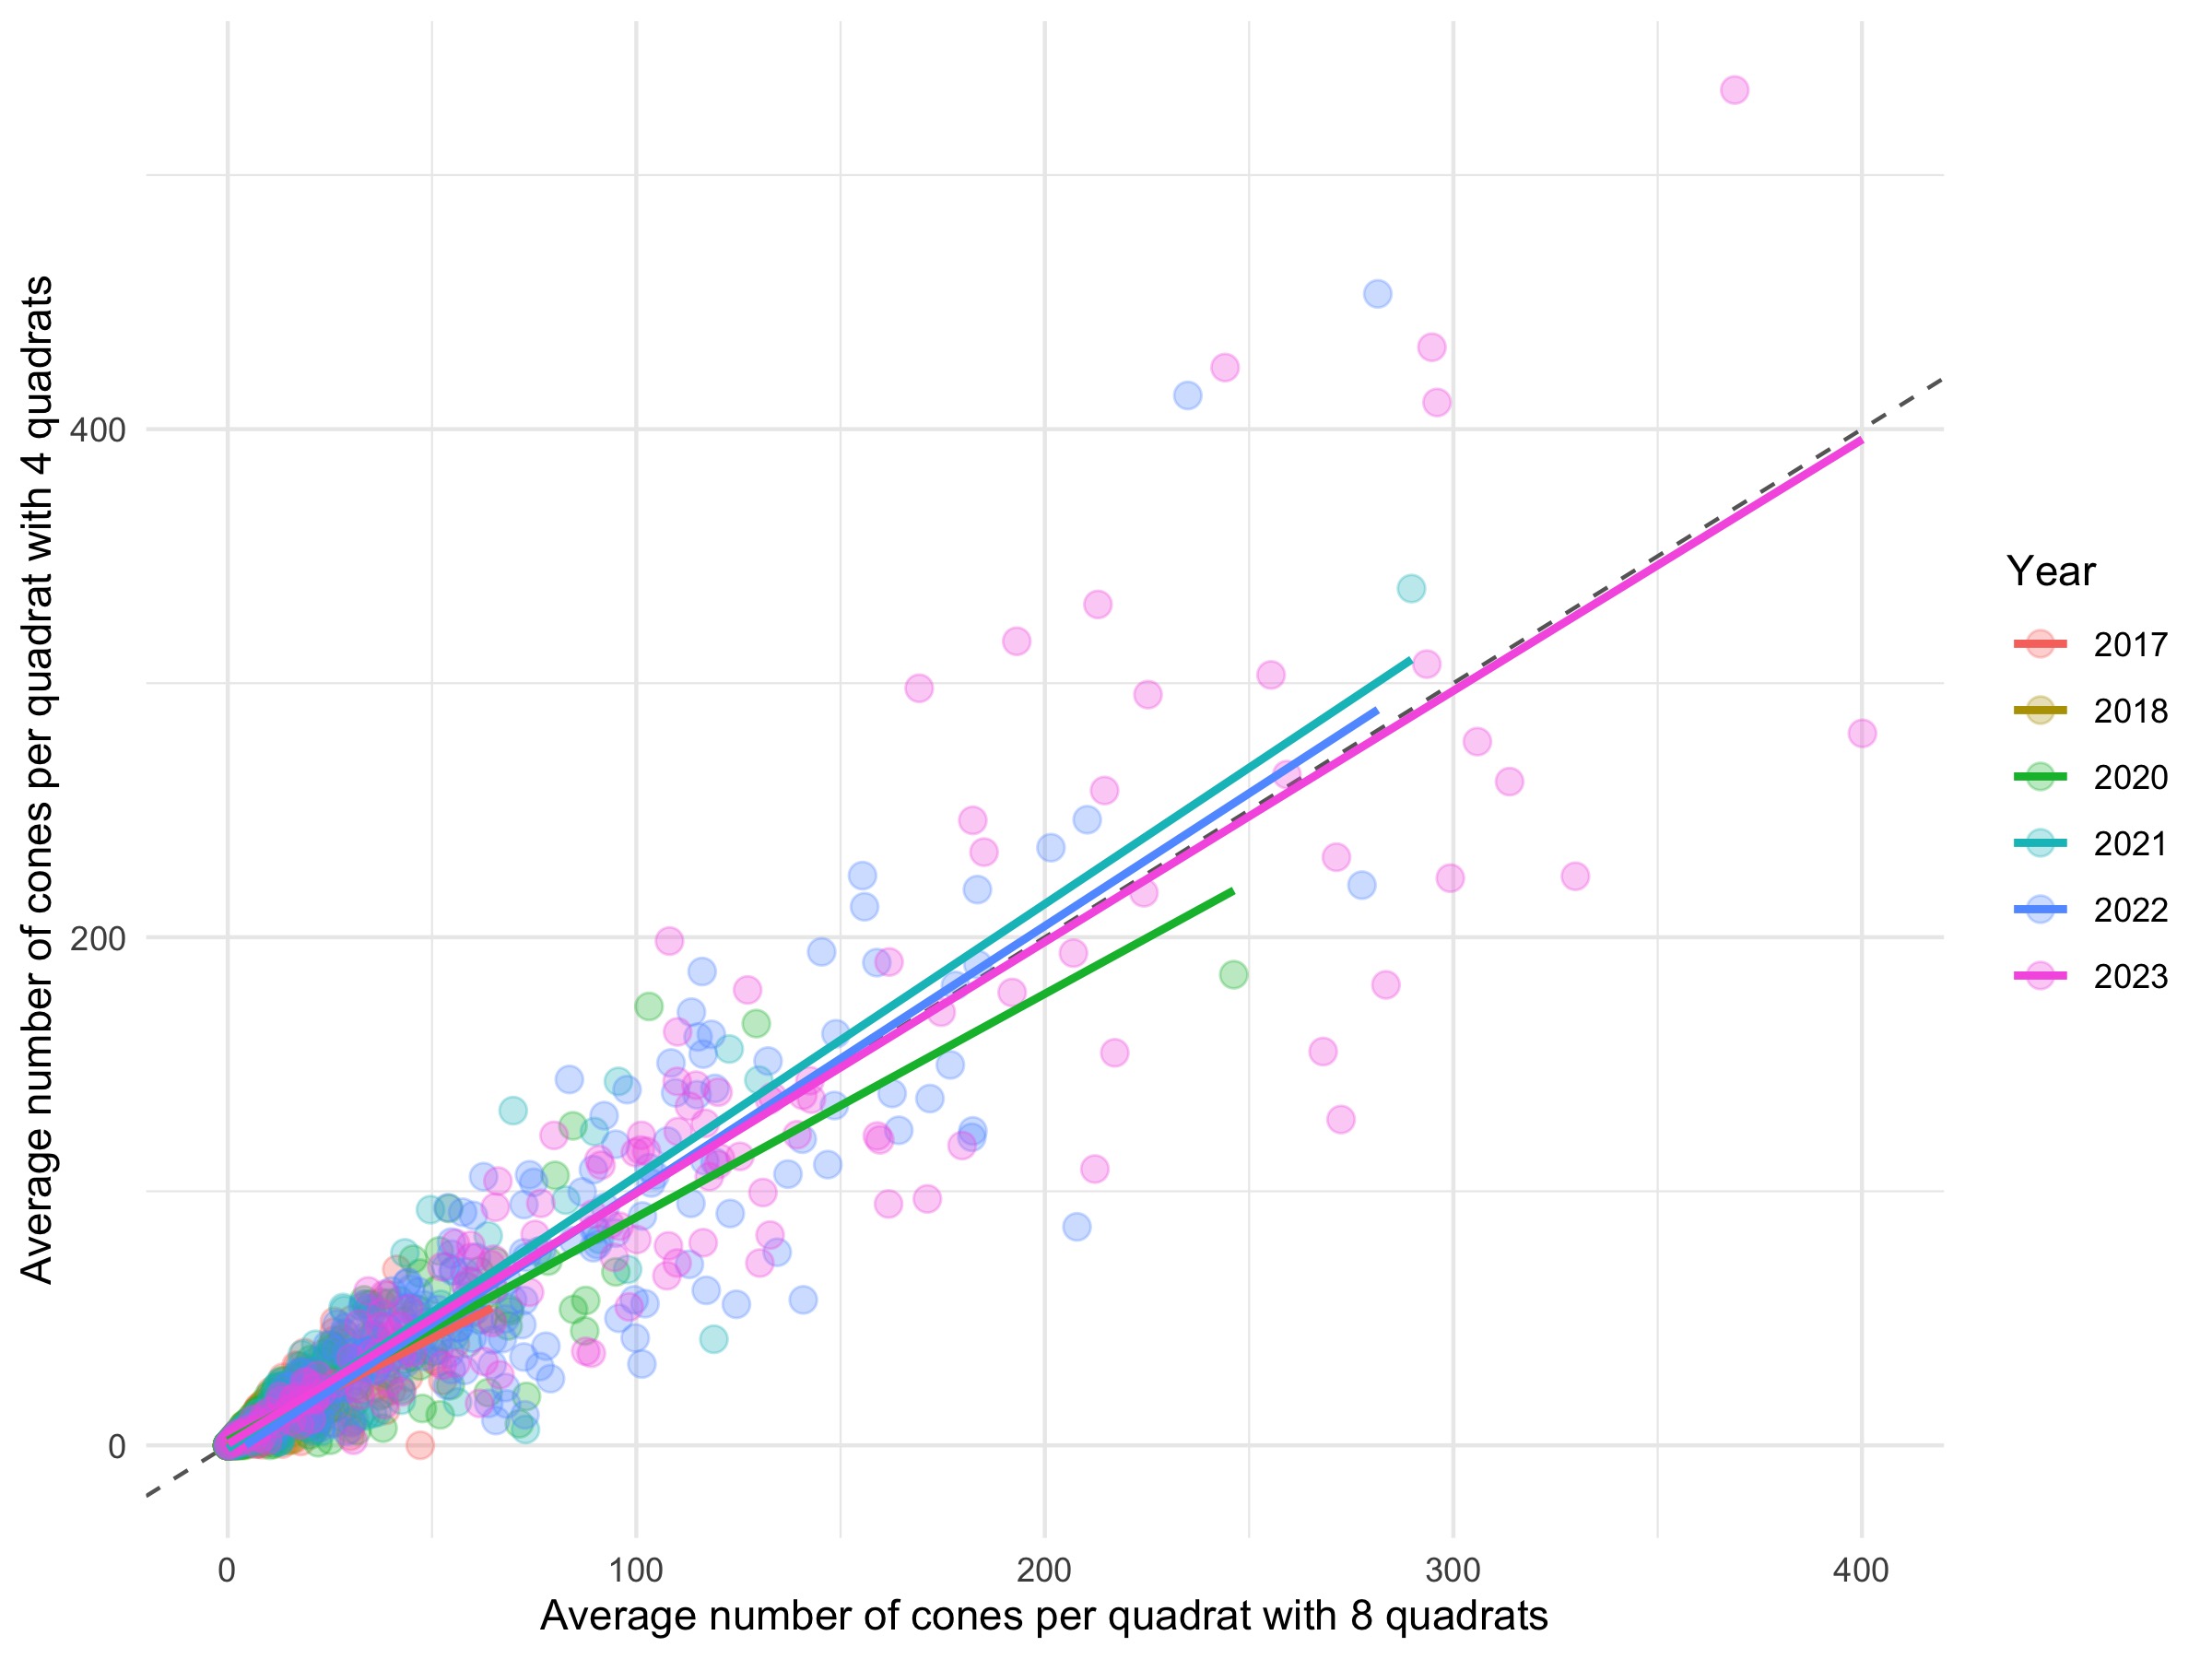 Average number of cones per quadrat with 4 quadrats
400
200
0
0 100 200 300 400
Average number of cones per quadrat with 8 quadrats
Year
2017
2018
2020
2021
2022
2023